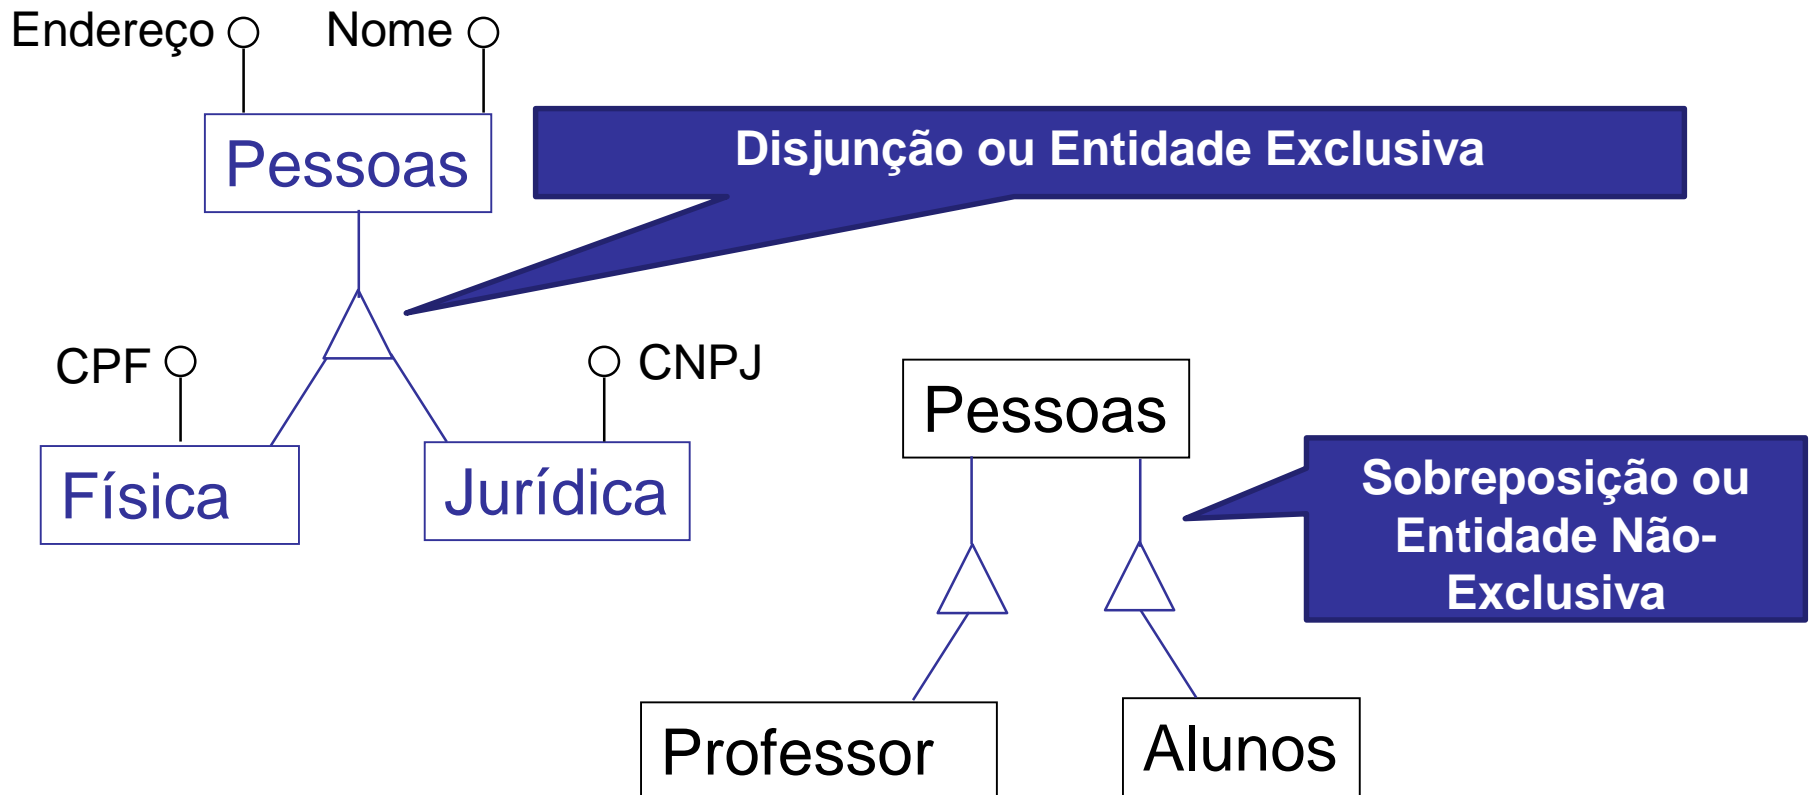 Endereço
Nome
Pessoas
Disjunção ou Entidade Exclusiva
CPF
CNPJ
Física
Jurídica
Pessoas
Sobreposição ou
Entidade Não-
Exclusiva
Professor
Alunos